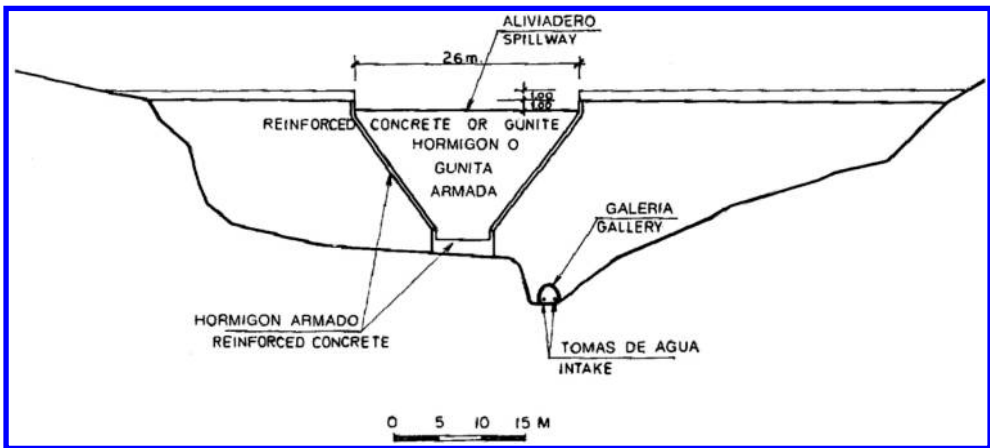 ALIVIADERO
SPILLWAY
26m.
1.00
1.00
REINFORCED CONCRETE OR GUNITE
HORMIGON O
GUNITA
ARMADA
GALERIA
GALLERY
HORMIGON ARMADO
REINFORCED CONCRETE
TOMAS DE AGUA
INTAKE
0 5 10 15 M